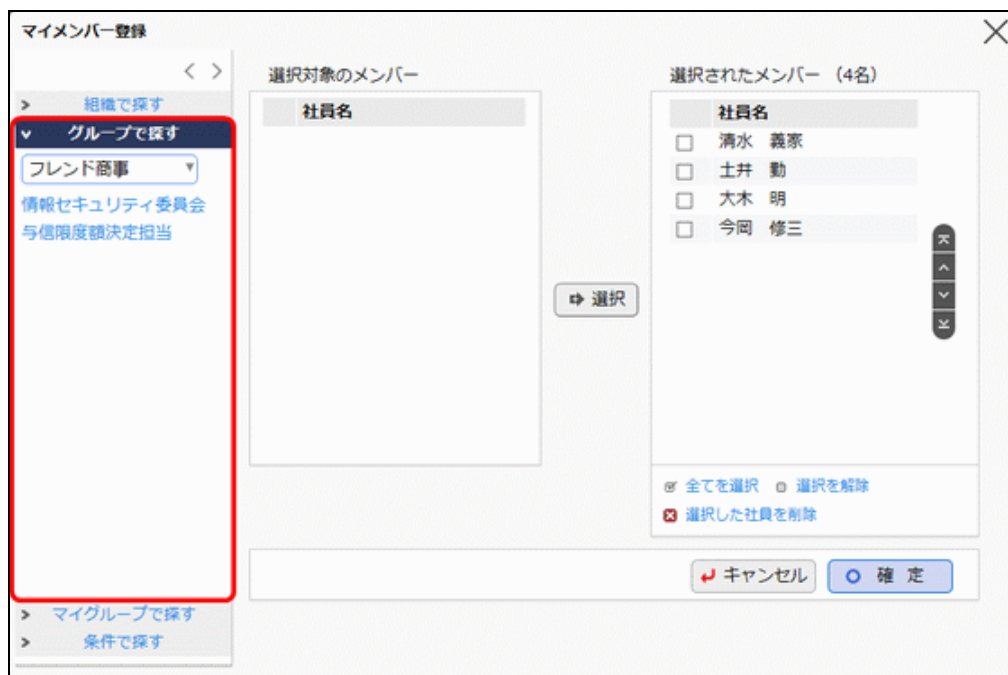 マイメンバー登録
組織で探す
グループで探す
フレンド商事
情報セキュリティ委員会
与信限度額決定担当
マイグループで探す
条件で探す
選択対象のメンバー
社員名
選択
選択されたメンバー （4名）
社員名
清水　義家
土井　勤
大木　明
今岡　修三
全てを選択 選択を解除
選択した社員を削除
キャンセル 確 定